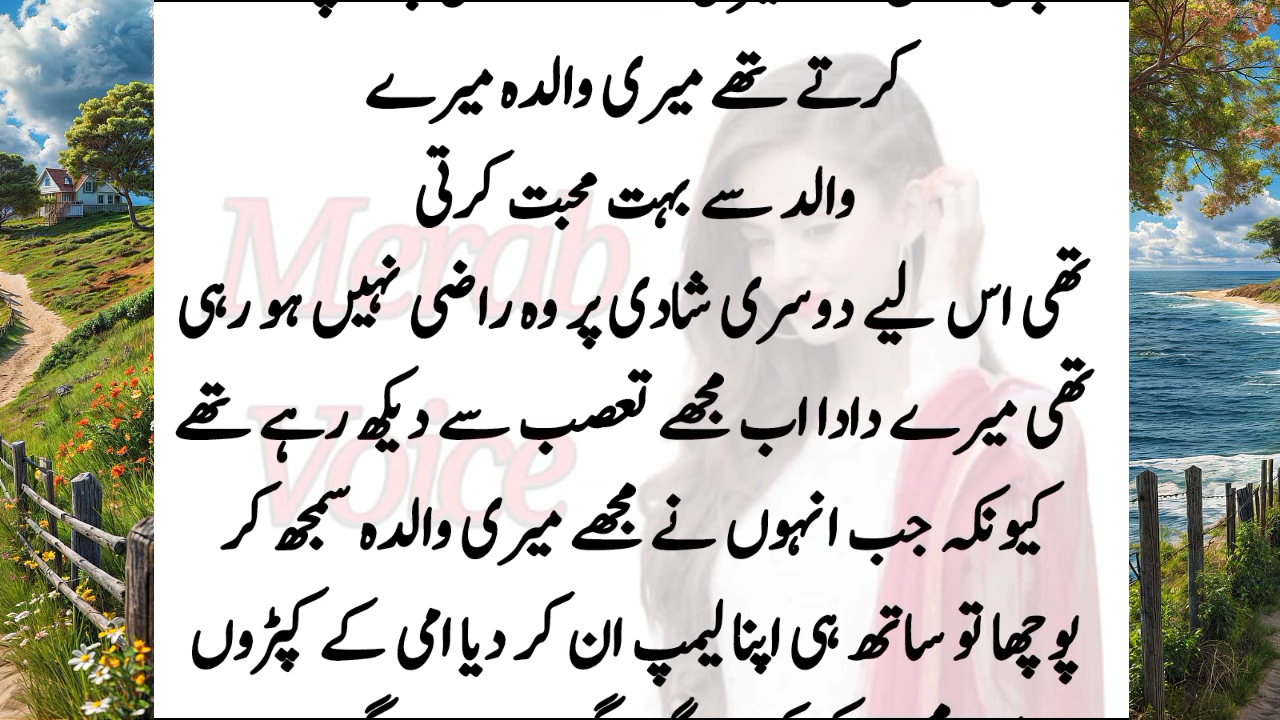 کرتے تھے میری والدہ میرے
والد سے بہت محبت کرتی
تھی اس لیے دوسری شادی پر وہ راضی نہیں ہو رہی
تھی میرے دادا اب مجھے تعصب سے دیکھ رہے تھے
کیونکہ جب انہوں نے مجھے میری والدہ سمجھ کر
پوچھا تو ساتھ ہی اپنا لیمپ ان کر دیا امی کے کپڑوں
Merab
Voice